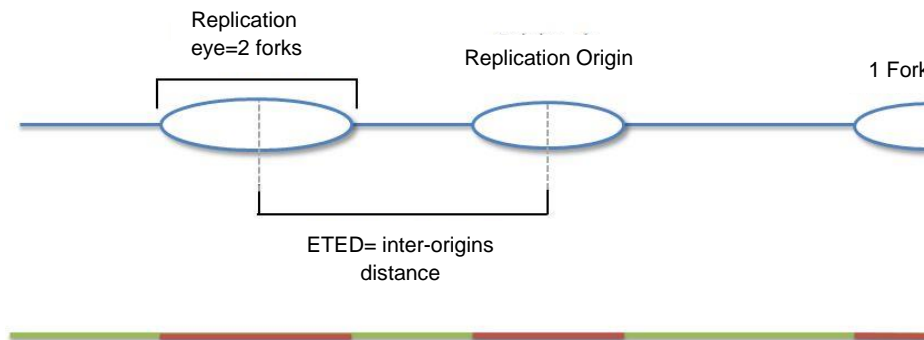 Replication
eye=2 forks
Replication Origin
1 Fork
ETED= inter-origins
distance